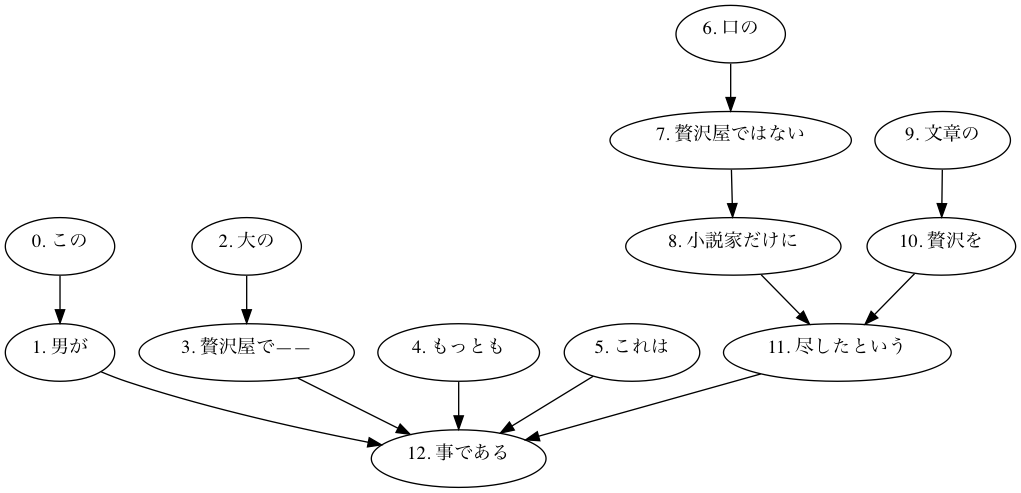 6. 口の
7. 贅沢屋ではない
9. 文章の
0. この
2. 大の
8. 小説家だけに
10. 贅沢を
1. 男が
3. 贅沢屋で――
4. もっとも
5. これは
11. 尽したという
12. 事である